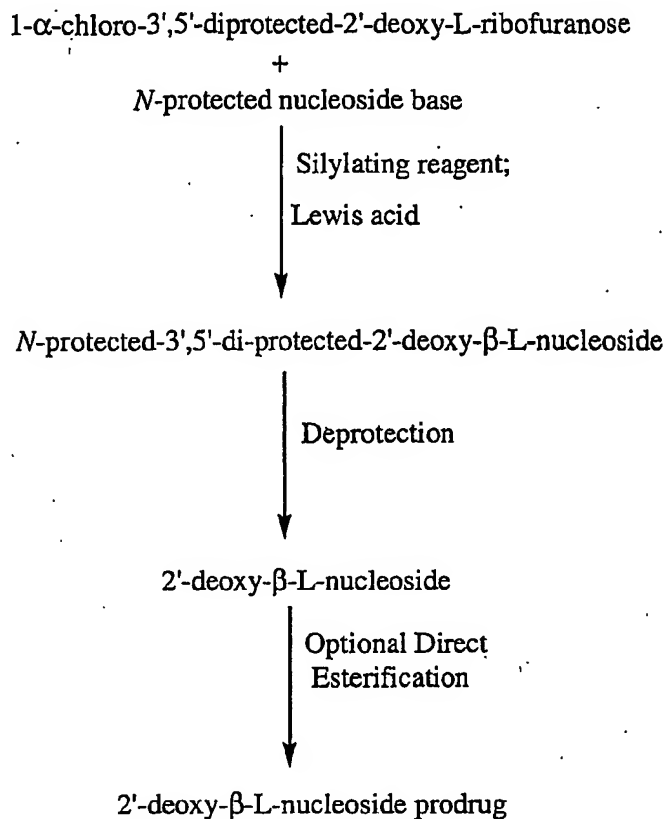 1-α-chloro-3',5'-diprotected-2'-deoxy-L-ribofuranose
+
N-protected nucleoside base
Silylating reagent;
Lewis acid
N-protected-3',5'-di-protected-2'-deoxy-β-L-nucleoside
Deprotection
2'-deoxy-β-L-nucleoside
Optional Direct
Esterification
2'-deoxy-β-L-nucleoside prodrug